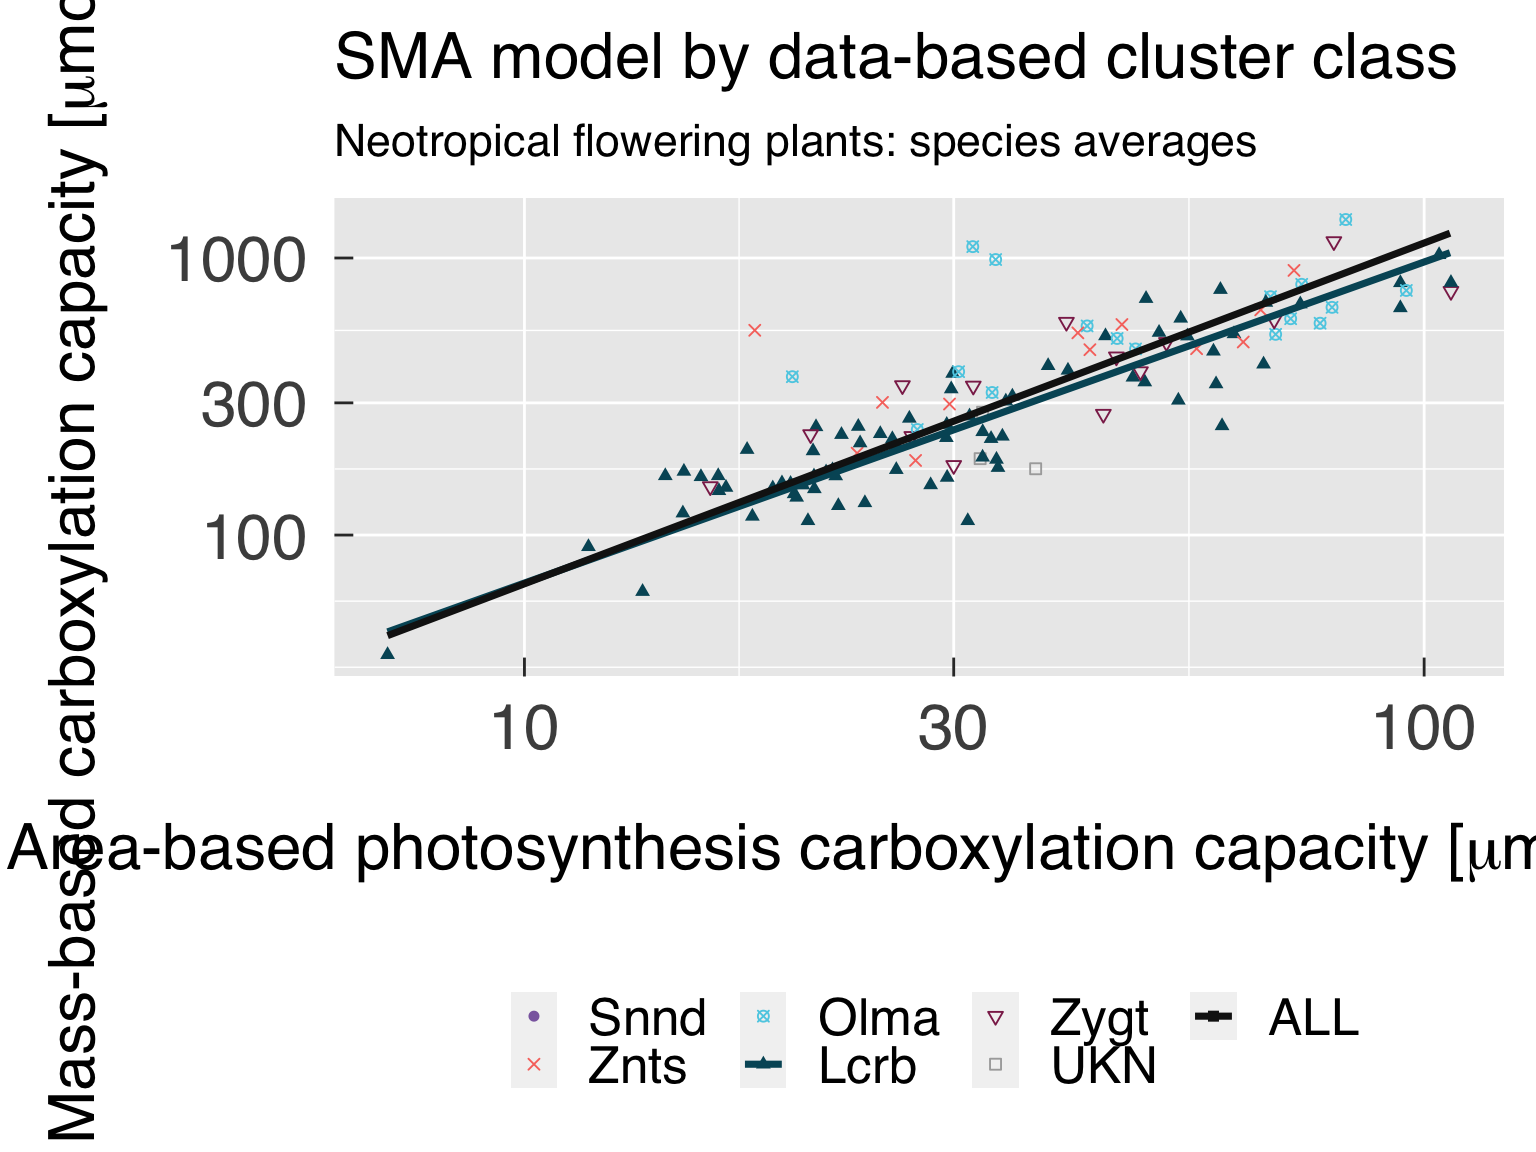 SMA model by data-based cluster class
Neotropical flowering plants: species averages
Mass-based carboxylation capacity [μmo
1000
300
100
10
30
100
Area-based photosynthesis carboxylation capacity [μm
Snnd
Olma
Zygt
ALL
Znts
Lcrb
UKN